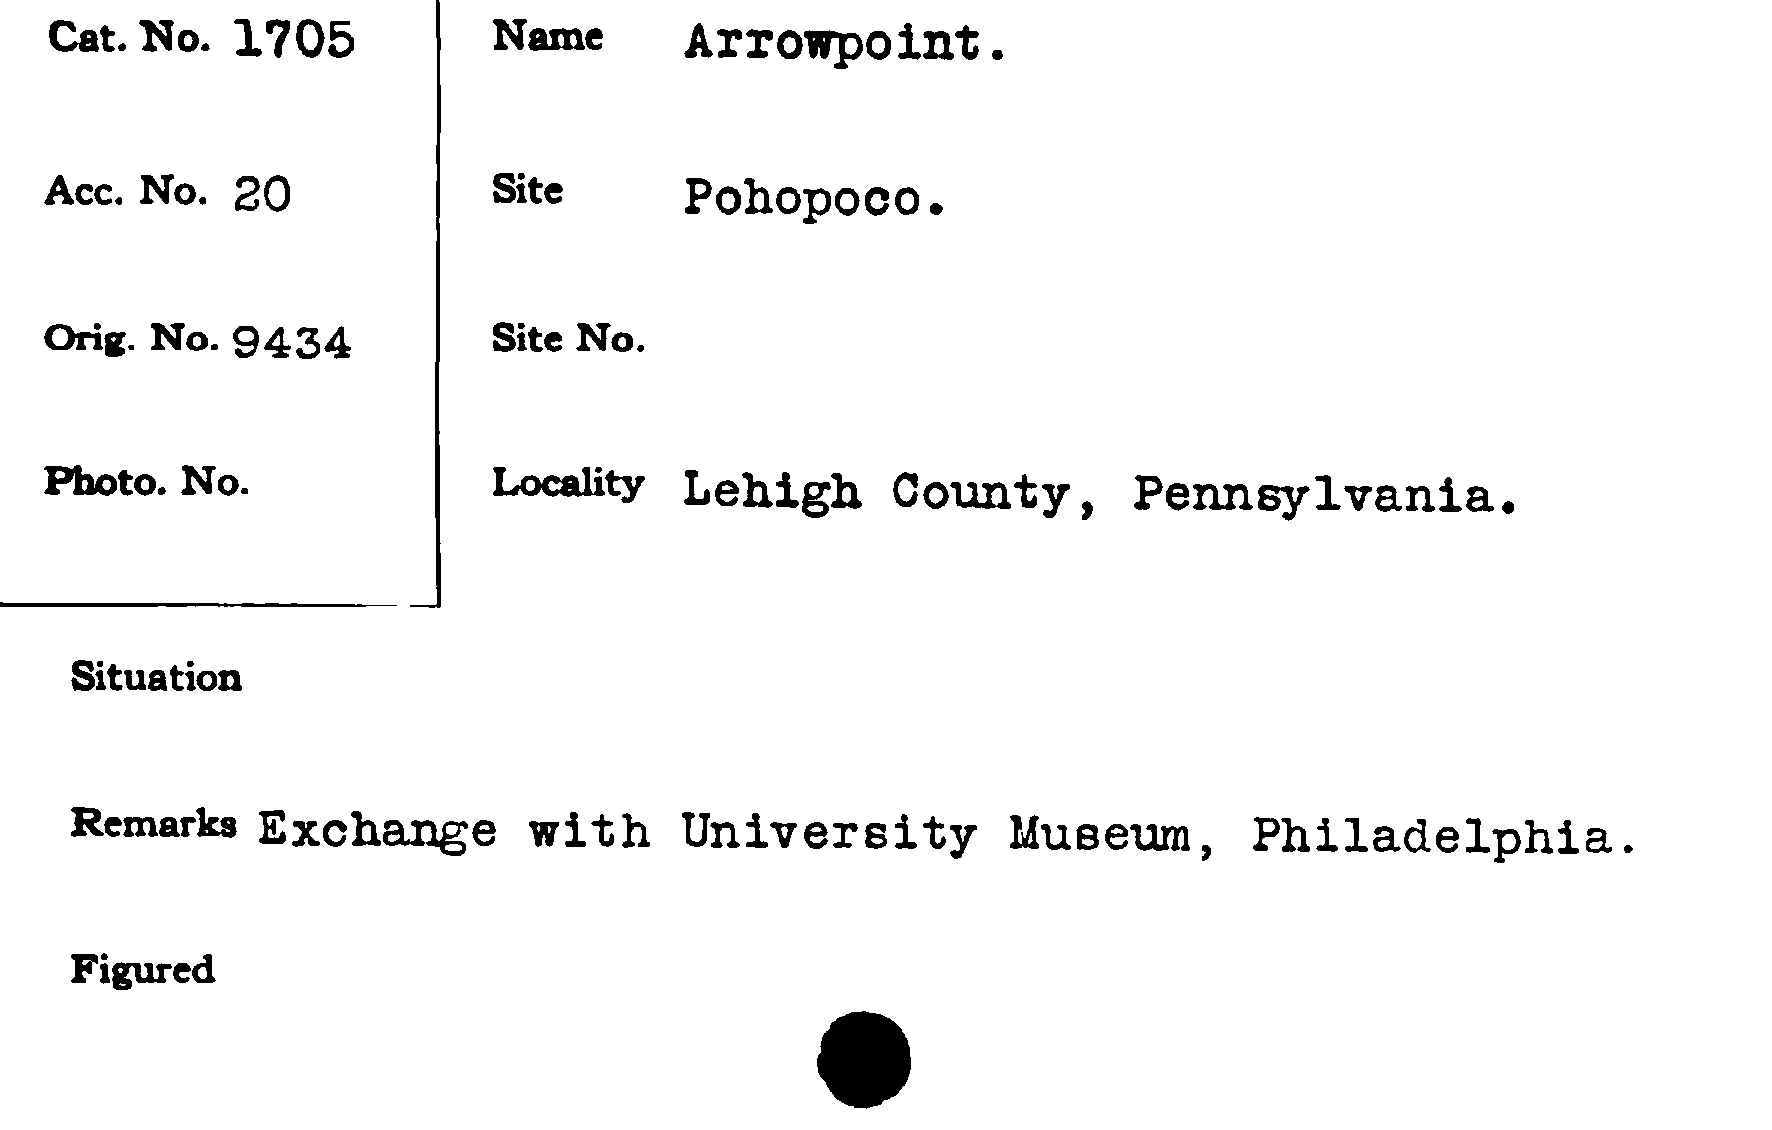 Cat. No. 1705
Name Arrowpoint.
Acc. No. 20
Site Pohopoco.
Orig. No. 9434
Site No.
Photo. No.
Locality Lehigh County, Pennsylvania.
Situation
Remarks Exchange with University Museum, Philadelphia.
Figured